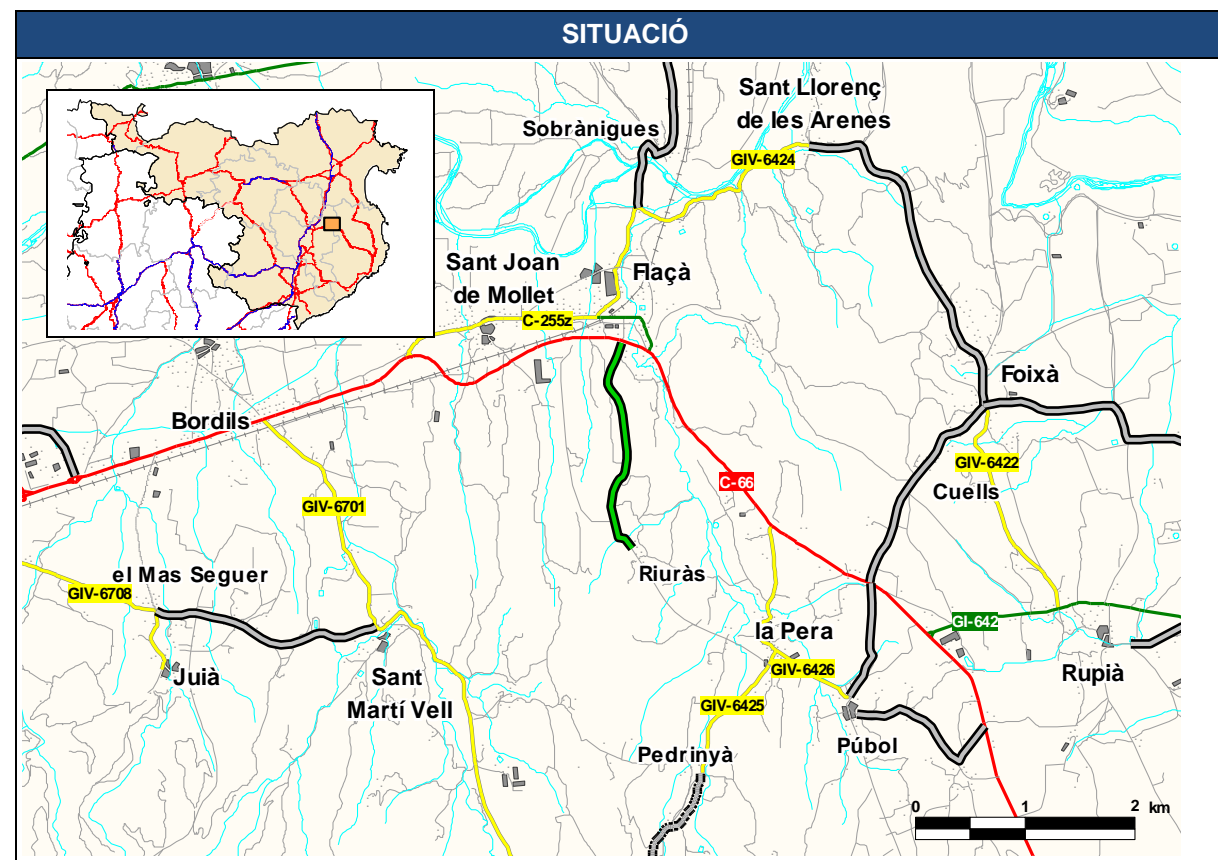 SITUACIÓ
Sant Llorenç
de les Arenes
Sobrànigues
GIV-6424
Sant Joan
de Mollet
Flaçà
C-255z
Foixà
Bordils
GIV-6422
C-66
Cuells
GIV-6701
el Mas Seguer
Riuràs
GIV-6708
GI-642
la Pera
Juià
Sant
Martí Vell
GIV-6426
Rupià
GIV-6425
Púbol
Pedrinyà
0 1 2 km